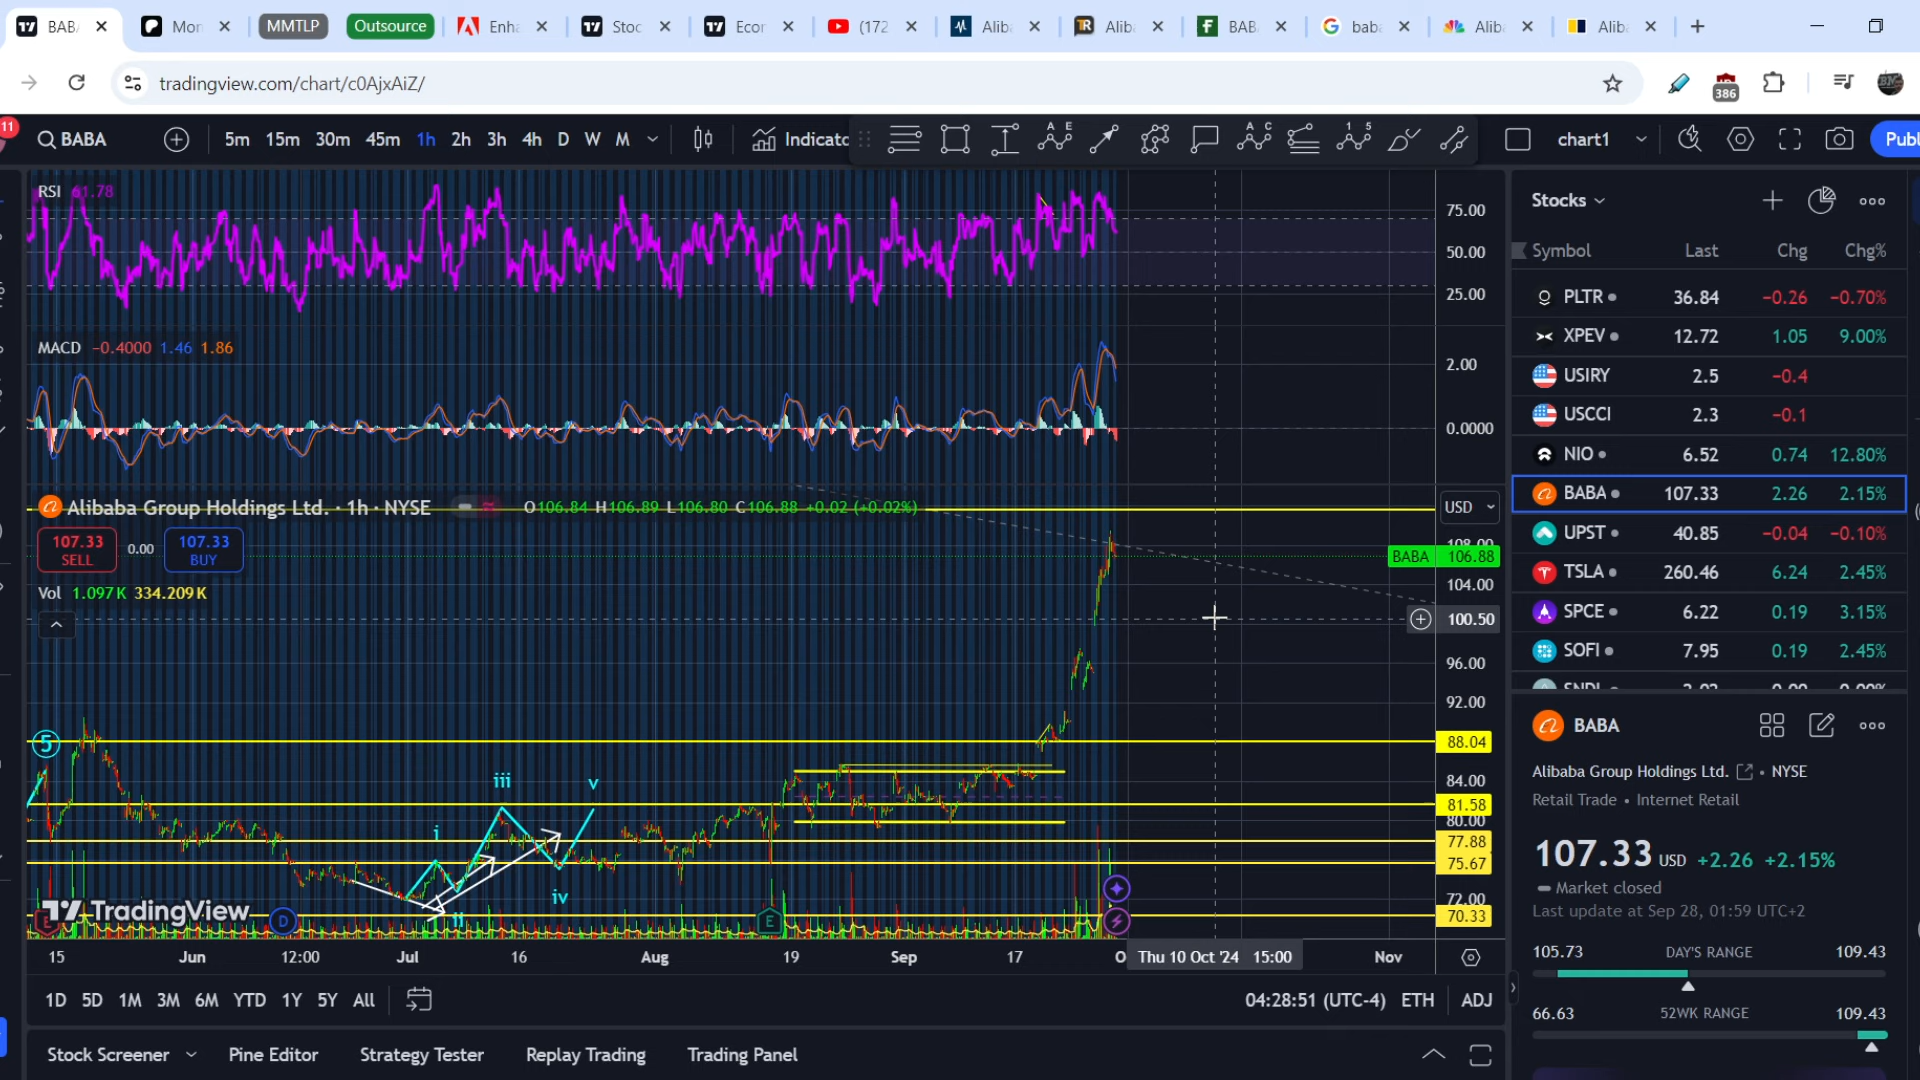 BAB
Mor
MMTLP
Outsource
Enha
Stoc
Ecor
(172
Alib
Alib
BAB
bab
Alib
Alib
tradingview.com/chart/c0AjxAiZ/
386
11
BABA
5m 15m 30m 45m 1h 2h 3h 4h D W M
Indicato
chart1
Publ
RSI 61.78
75.00
50.00
25.00
MACD −0.4000 1.46 1.86
2.00
0.0000
Alibaba Group Holdings Ltd. · 1h · NYSE
O106.84 H106.89 L106.80 C106.88 +0.02 (+0.02%)
USD
107.33
SELL
0.00
107.33
BUY
Vol 1.097K 334.209K
108.00
BABA 106.88
104.00
100.50
96.00
92.00
88.04
84.00
81.58
80.00
77.88
75.67
72.00
70.33
5
i
ii
iii
iv
v
TradingView
E
D
E
15 Jun 12:00 Jul 16 Aug 19 Sep 17 O Thu 10 Oct '24 15:00 Nov
1D 5D 1M 3M 6M YTD 1Y 5Y All
04:28:51 (UTC-4) ETH ADJ
Stock Screener
Pine Editor
Strategy Tester
Replay Trading
Trading Panel
Stocks
Symbol Last Chg Chg%
PLTR 36.84 −0.26 −0.70%
XPEV 12.72 1.05 9.00%
USIRY 2.5 −0.4
USCCI 2.3 −0.1
NIO 6.52 0.74 12.80%
BABA 107.33 2.26 2.15%
UPST 40.85 −0.04 −0.10%
TSLA 260.46 6.24 2.45%
SPCE 6.22 0.19 3.15%
SOFI 7.95 0.19 2.45%
BABA
Alibaba Group Holdings Ltd. • NYSE
Retail Trade • Internet Retail
107.33 USD +2.26 +2.15%
Market closed
Last update at Sep 28, 01:59 UTC+2
105.73 DAY'S RANGE 109.43
66.63 52WK RANGE 109.43